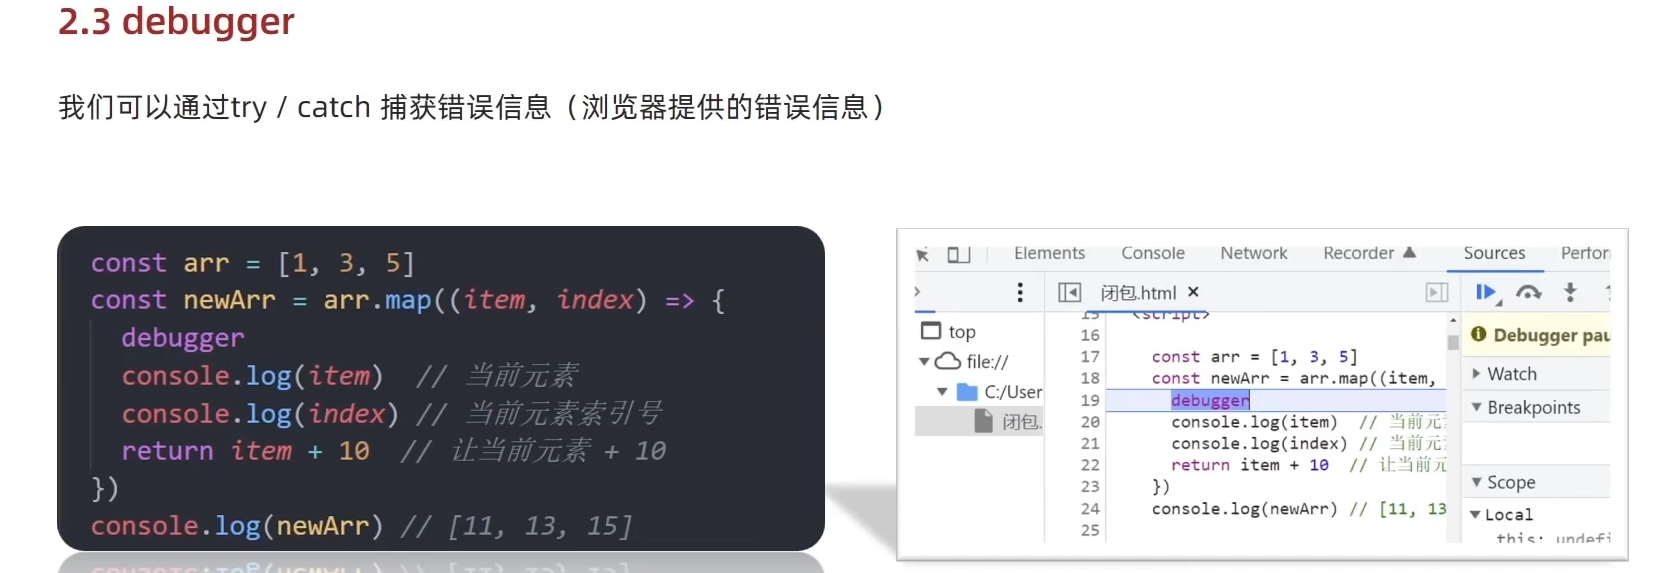 2.3 debugger
我们可以通过try / catch 捕获错误信息（浏览器提供的错误信息）
const arr = [1, 3, 5]
const newArr = arr.map((item, index) => {
debugger
console.log(item) // 当前元素
console.log(index) // 当前元素索引号
return item + 10 // 让当前元素 + 10
})
console.log(newArr) // [11, 13, 15]
Elements Console Network Recorder Sources Perfor
闭包.html ×
top
file://
C:/User
闭包.
15 <script>
16
17 const arr = [1, 3, 5]
18 const newArr = arr.map((item,
19 debugger
20 console.log(item) // 当前元
21 console.log(index) // 当前元
22 return item + 10 // 让当前元
23 })
24 console.log(newArr) // [11, 13
25
Debugger pau
Watch
Breakpoints
Scope
Local
this: undefi